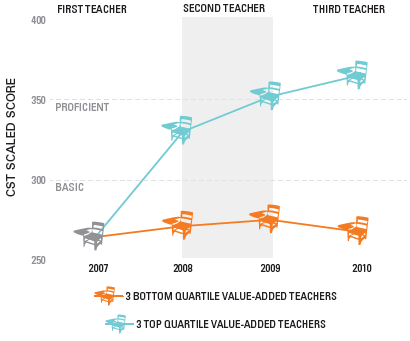 FIRST TEACHER SECOND TEACHER THIRD TEACHER
400
CST SCALED SCORE
350
PROFICIENT
300
BASIC
250
2007 2008 2009 2010
3 BOTTOM QUARTILE VALUE-ADDED TEACHERS
3 TOP QUARTILE VALUE-ADDED TEACHERS